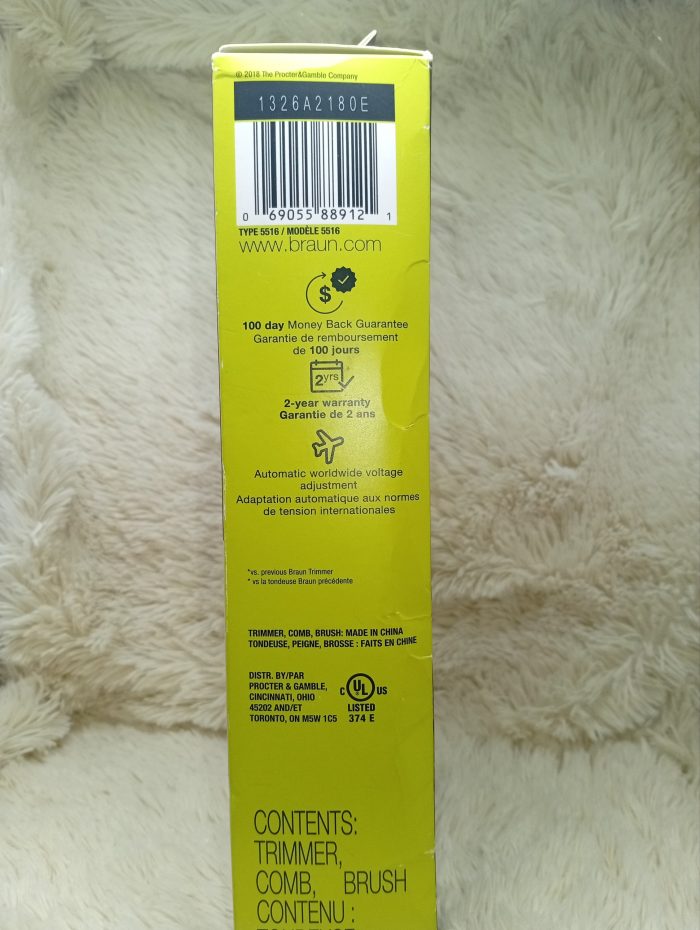 © 2018 The Procter&Gamble Company
1326A2180E
0 69055 88912 1
TYPE 5516 / MODÈLE 5516
www.braun.com
$
100 day Money Back Guarantee
Garantie de remboursement
de 100 jours
2yrs
2-year warranty
Garantie de 2 ans
Automatic worldwide voltage
adjustment
Adaptation automatique aux normes
de tension internationales
*vs. previous Braun Trimmer
* vs la tondeuse Braun précédente
TRIMMER, COMB, BRUSH: MADE IN CHINA
TONDEUSE, PEIGNE, BROSSE : FAITS EN CHINE
DISTR. BY/PAR
PROCTER & GAMBLE,
CINCINNATI, OHIO
45202 AND/ET
TORONTO, ON M5W 1C5
C UL US
LISTED
374 E
CONTENTS:
TRIMMER,
COMB, BRUSH
CONTENU :
TONDEUSE